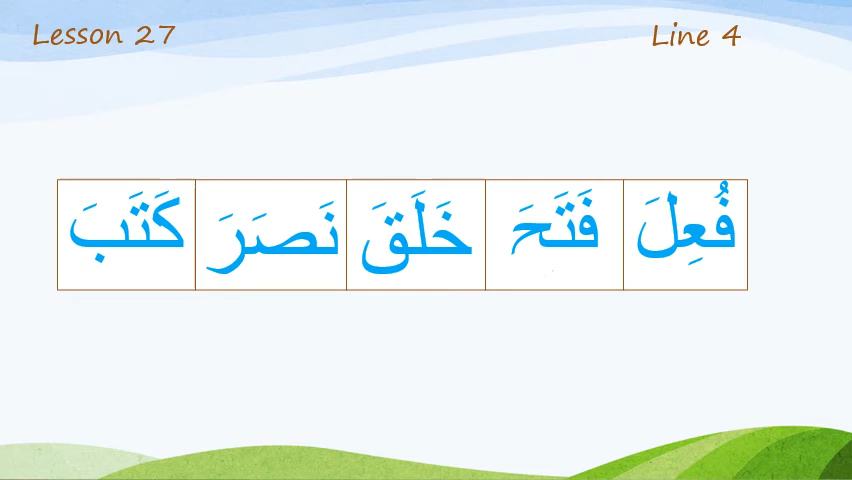 Lesson 27
Line 4
فُعِلَ فَتَحَ خَلَقَ نَصَرَ كَتَبَ